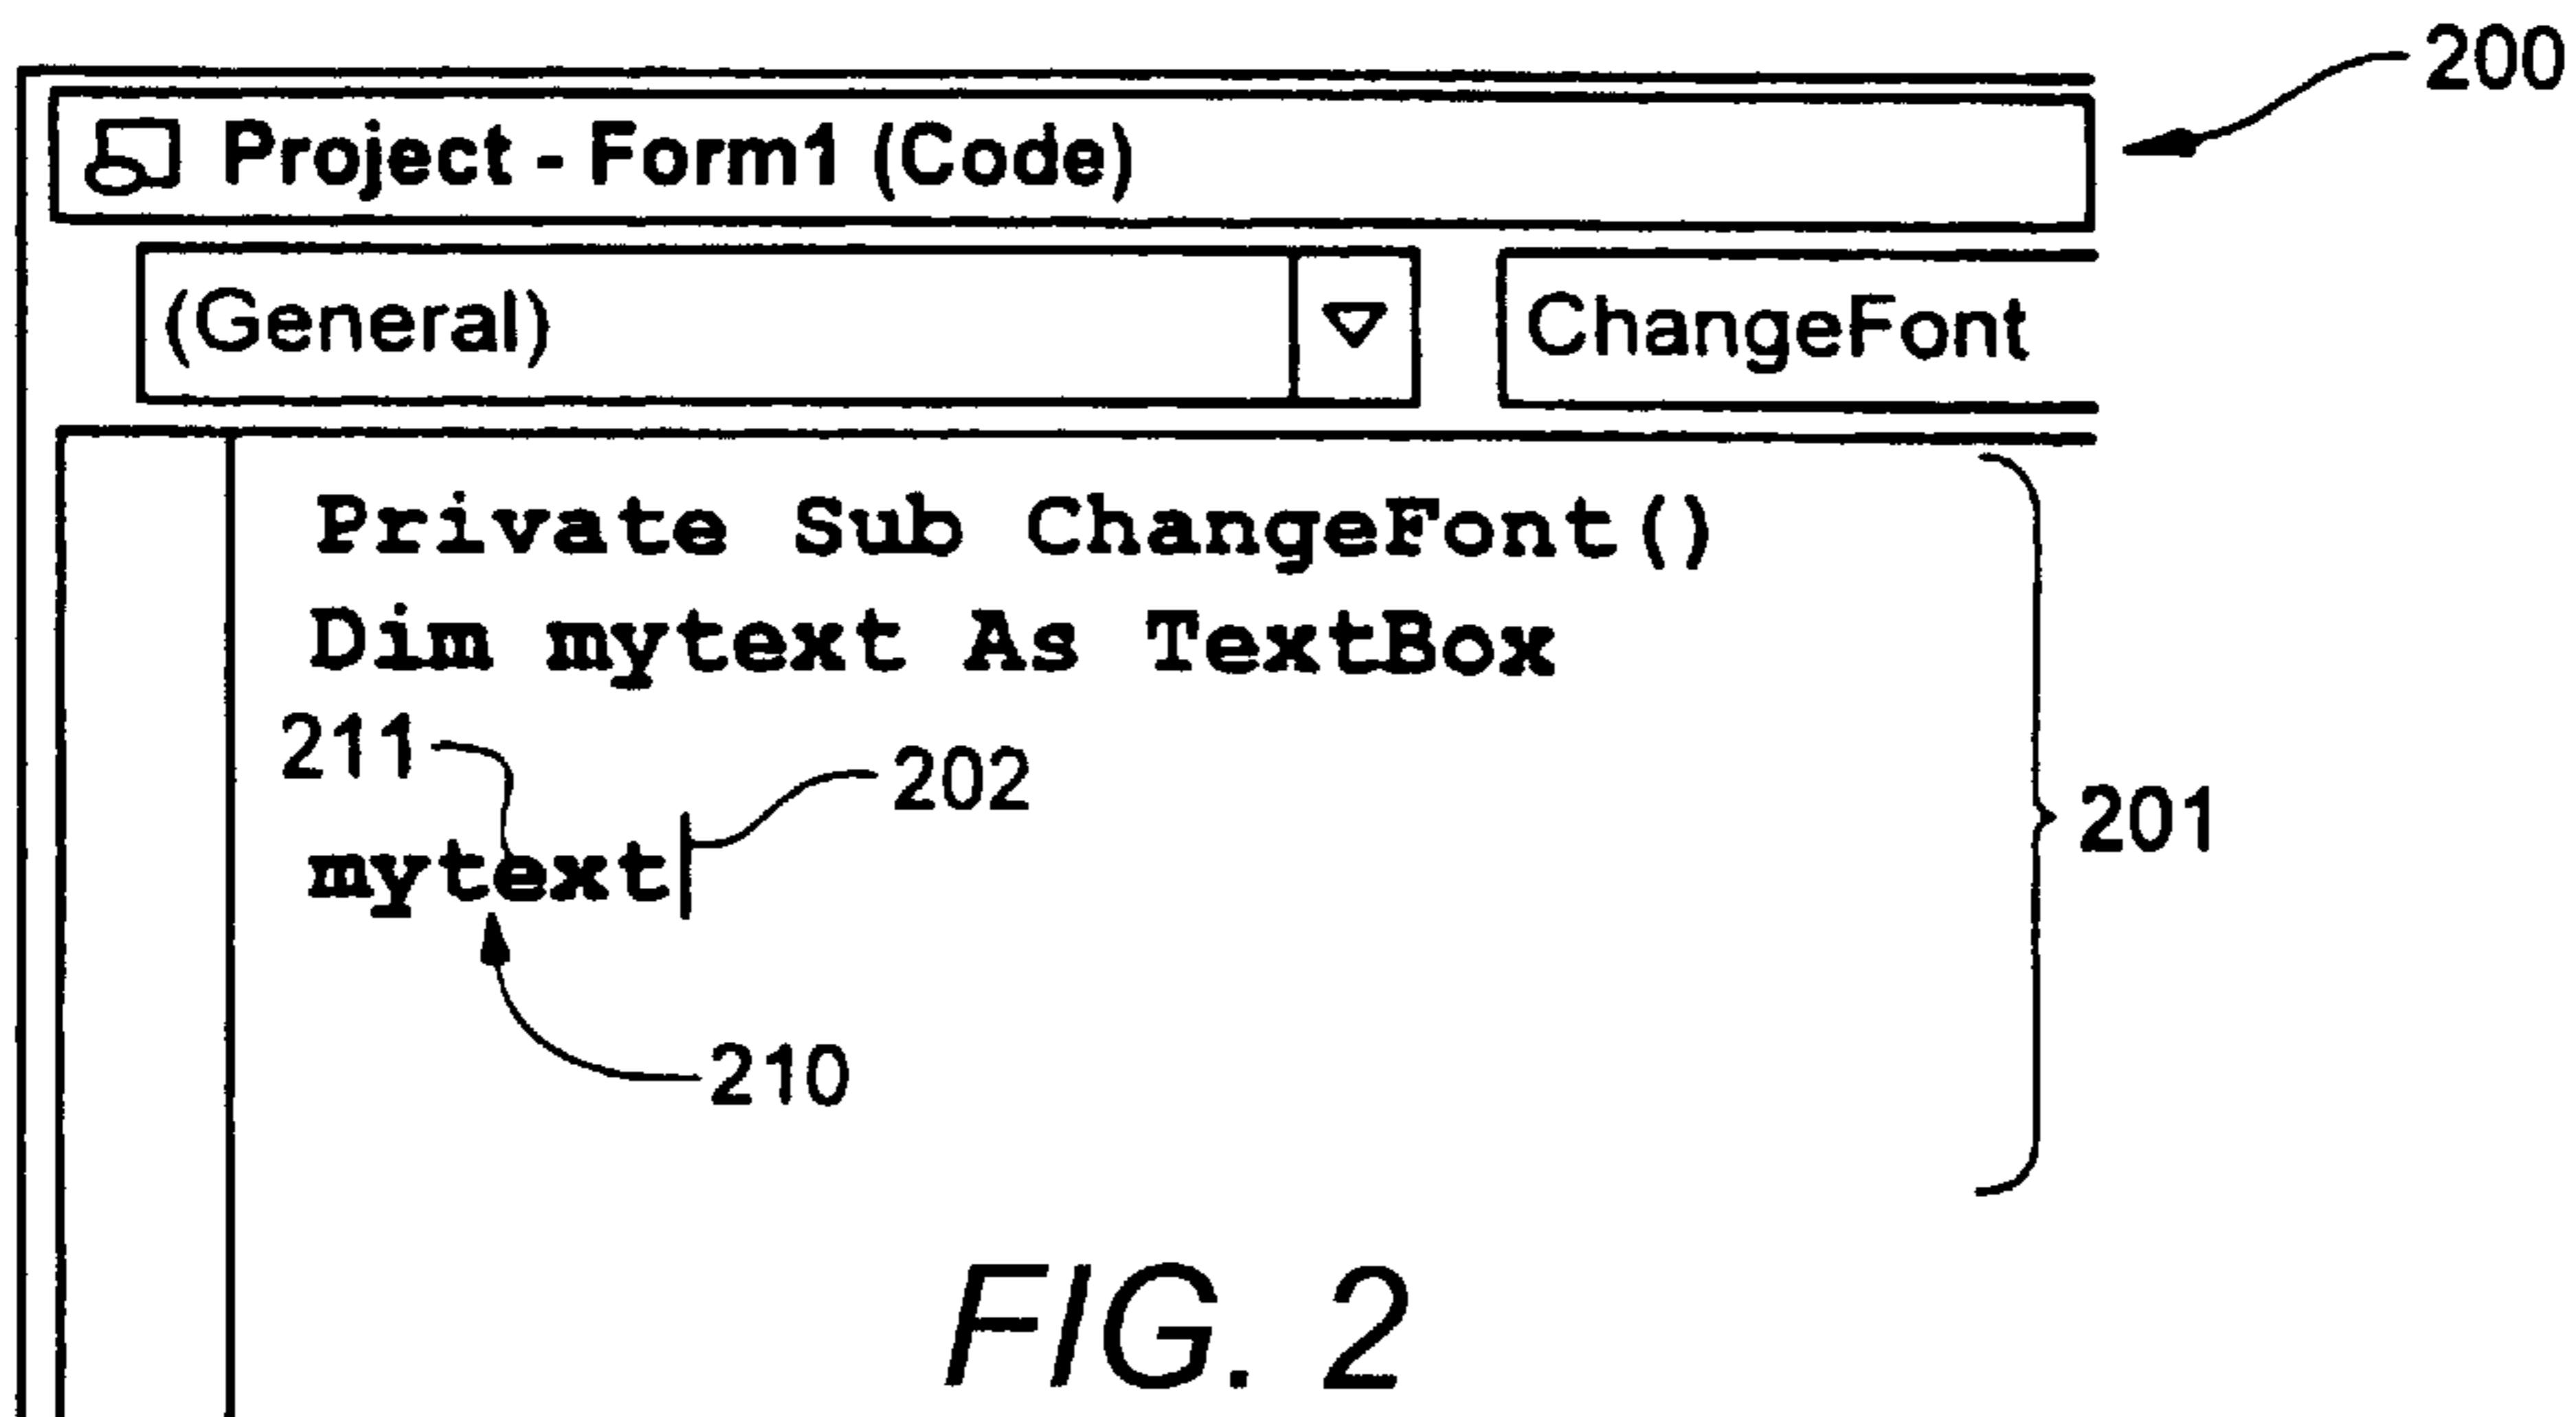 200
Project - Form1 (Code)
(General) ChangeFont
Private Sub ChangeFont()
Dim mytext As TextBox
211 202
201
mytext
210
FIG. 2